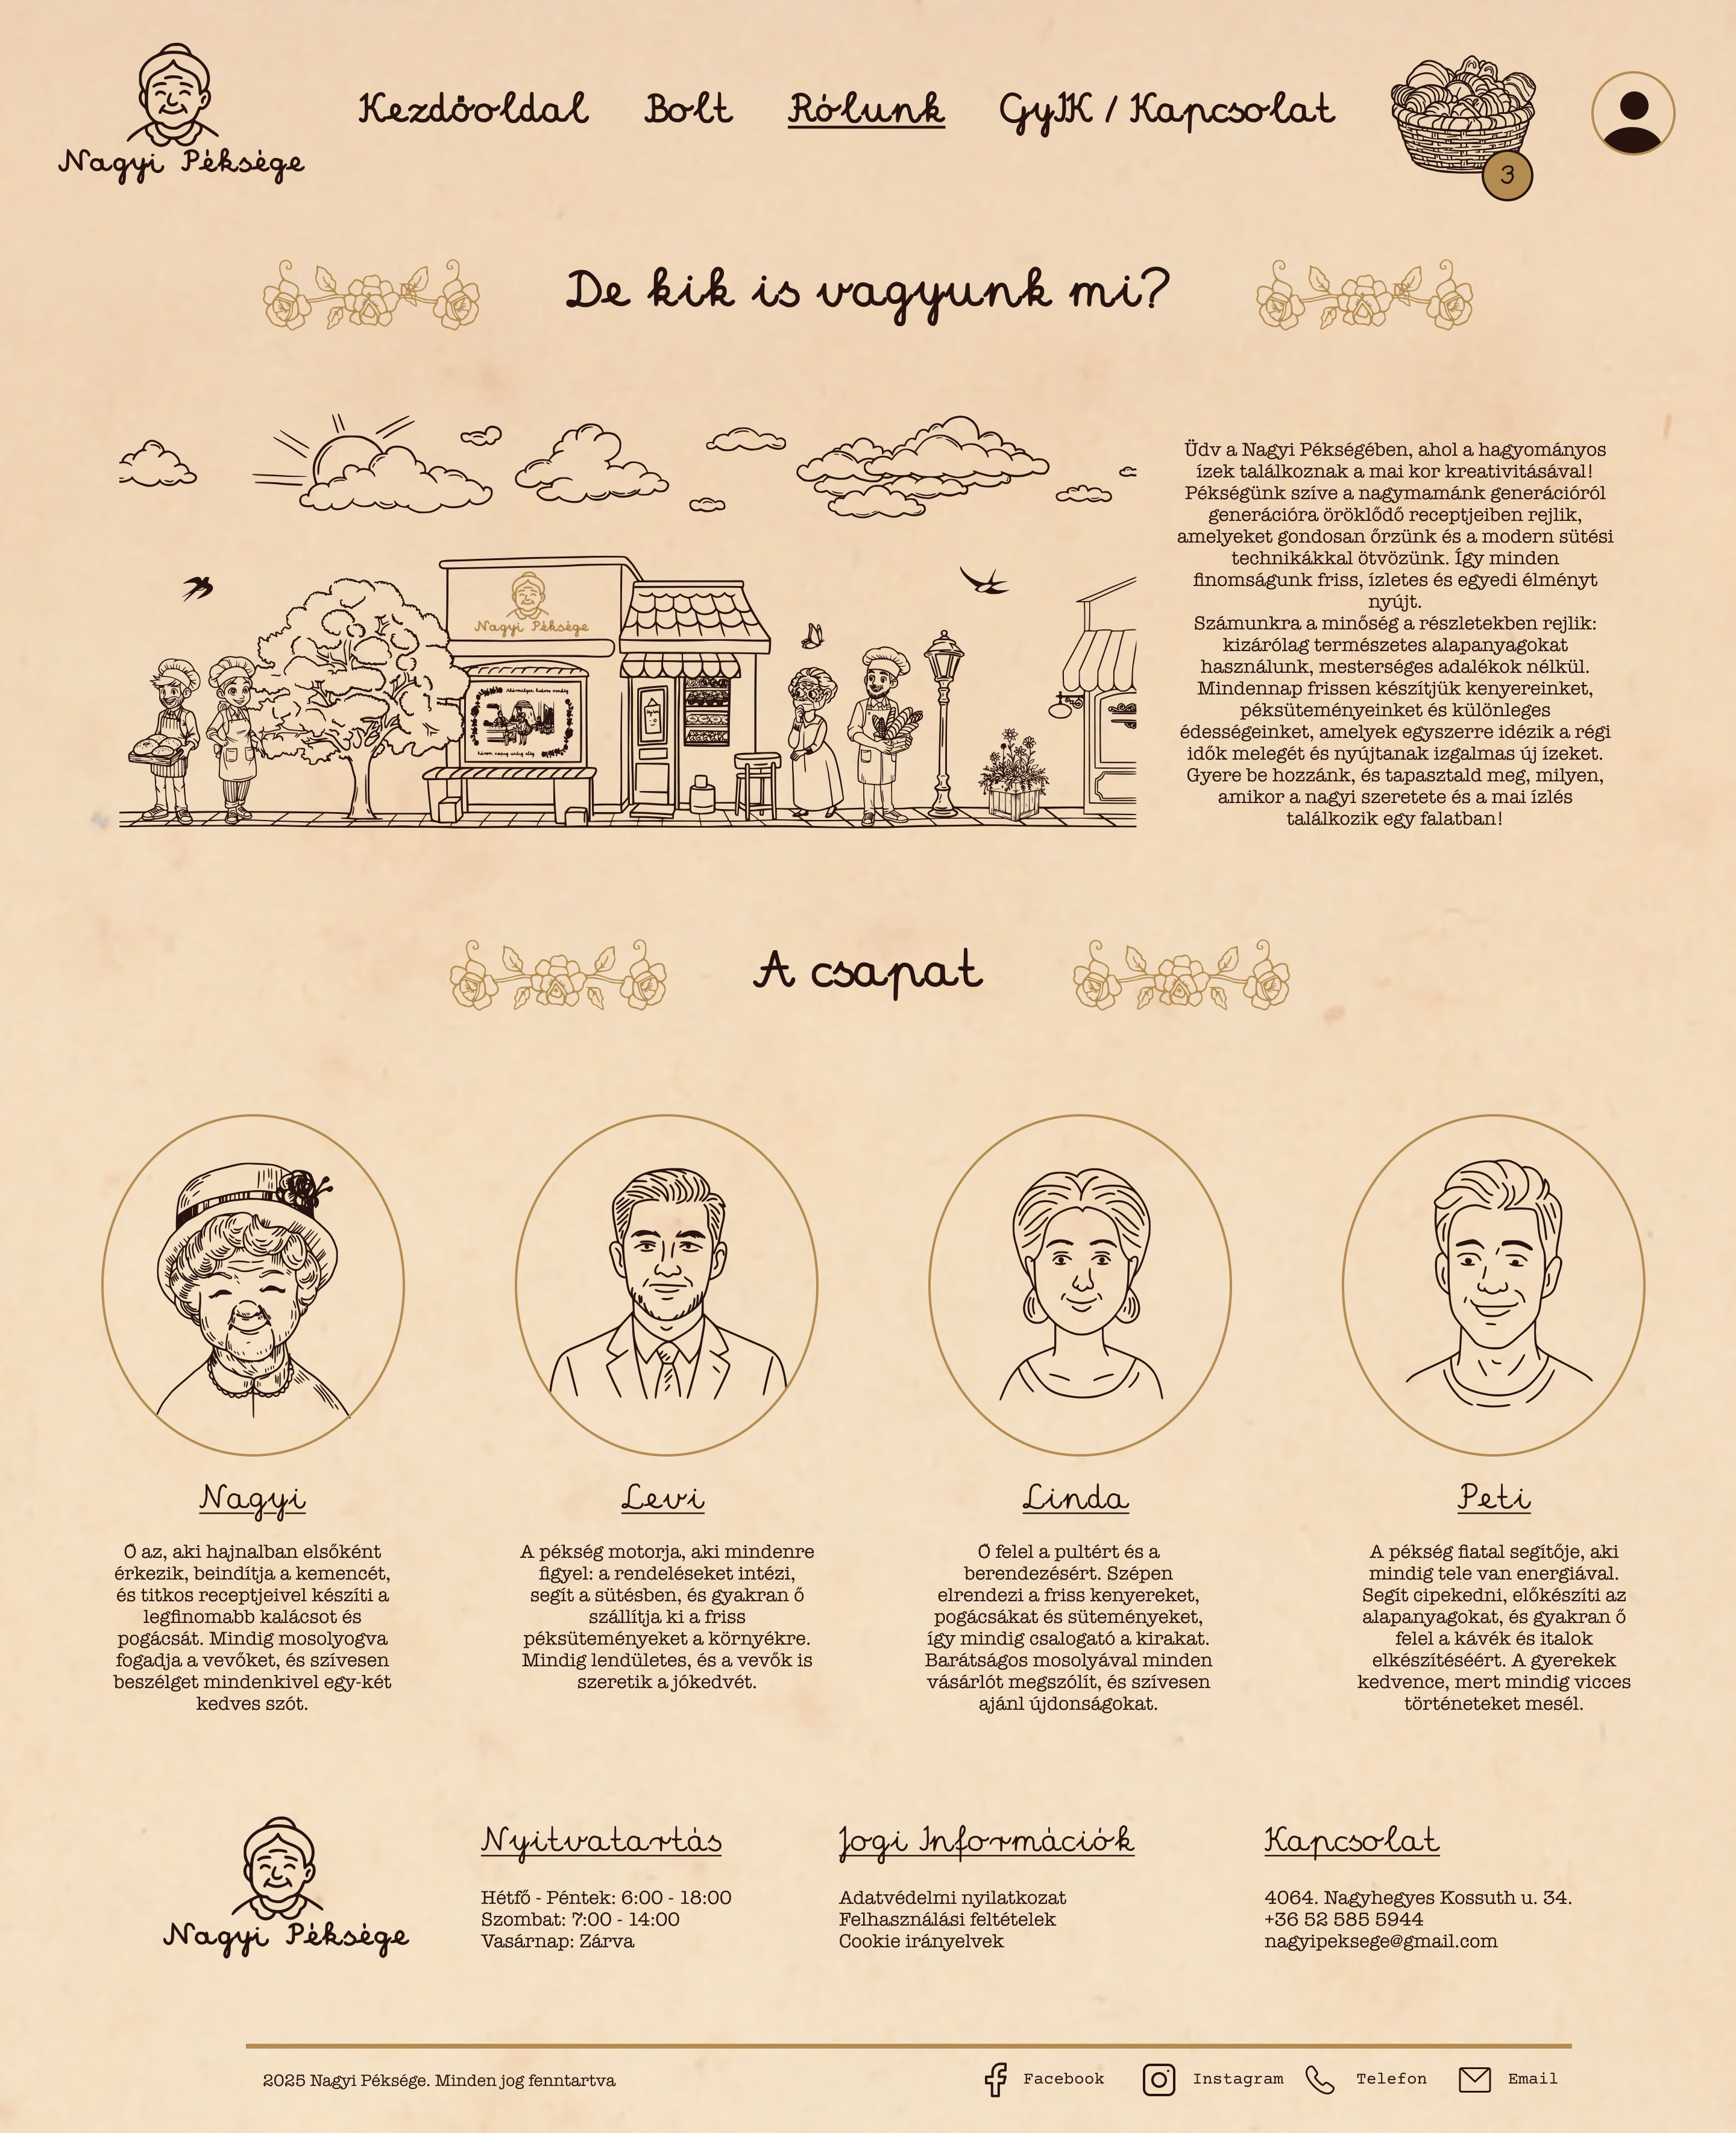 Nagyi Péksége
Kezdőoldal
Bolt
Rólunk
GyIK / Kapcsolat
3
De kik is vagyunk mi?
Üdv a Nagyi Pékségében, ahol a hagyományos
ízek találkoznak a mai kor kreativitásával!
Pékségünk szíve a nagymamánk generációról
generációra öröklődő receptjeiben rejlik,
amelyeket gondosan őrzünk és a modern sütési
technikákkal ötvözünk. Így minden
finomságunk friss, ízletes és egyedi élményt
nyújt.
Számunkra a minőség a részletekben rejlik:
kizárólag természetes alapanyagokat
használunk, mesterséges adalékok nélkül.
Mindennap frissen készítjük kenyereinket,
péksüteményeinket és különleges
édességeinket, amelyek egyszerre idézik a régi
idők melegét és nyújtanak izgalmas új ízeket.
Gyere be hozzánk, és tapasztald meg, milyen,
amikor a nagyi szeretete és a mai ízlés
találkozik egy falatban!
Nagyi Péksége
A csapat
Nagyi
Ő az, aki hajnalban elsőként
érkezik, beindítja a kemencét,
és titkos receptjeivel készíti a
legfinomabb kalácsot és
pogácsát. Mindig mosolyogva
fogadja a vevőket, és szívesen
beszélget mindenkivel egy-két
kedves szót.
Levi
A pékség motorja, aki mindenre
figyel: a rendeléseket intézi,
segít a sütésben, és gyakran ő
szállítja ki a friss
péksüteményeket a környékre.
Mindig lendületes, és a vevők is
szeretik a jókedvét.
Linda
Ő felel a pultért és a
berendezésért. Szépen
elrendezi a friss kenyereket,
pogácsákat és süteményeket,
így mindig csalogató a kirakat.
Barátságos mosolyával minden
vásárlót megszólít, és szívesen
ajánl újdonságokat.
Peti
A pékség fiatal segítője, aki
mindig tele van energiával.
Segít cipekedni, előkészíti az
alapanyagokat, és gyakran ő
felel a kávék és italok
elkészítéséért. A gyerekek
kedvence, mert mindig vicces
történeteket mesél.
Nagyi Péksége
Nyitvatartás
Hétfő - Péntek: 6:00 - 18:00
Szombat: 7:00 - 14:00
Vasárnap: Zárva
Jogi Információk
Adatvédelmi nyilatkozat
Felhasználási feltételek
Cookie irányelvek
Kapcsolat
4064. Nagyhegyes Kossuth u. 34.
+36 52 585 5944
nagyipeksege@gmail.com
2025 Nagyi Péksége. Minden jog fenntartva
Facebook
Instagram
Telefon
Email